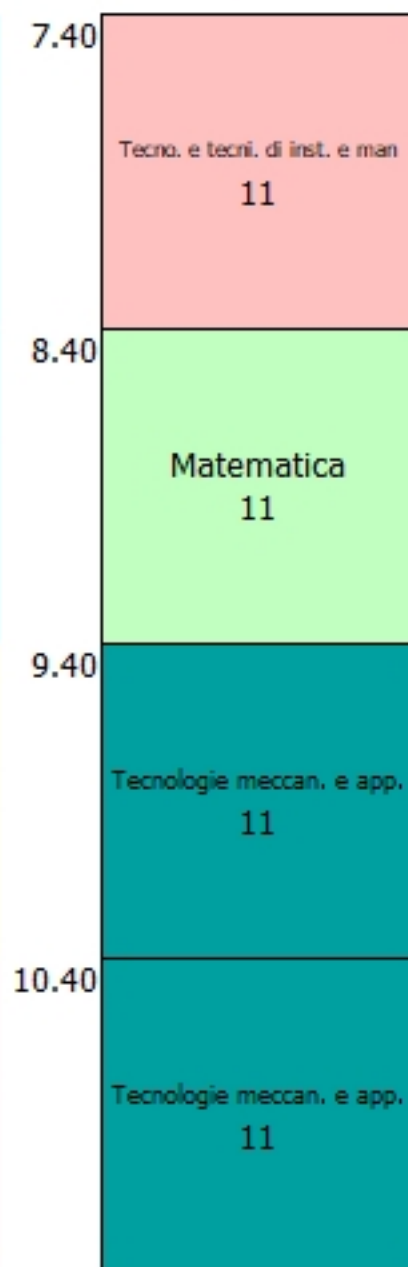 7.40
Tecno. e tecni. di inst. e man
11
8.40
Matematica
11
9.40
Tecnologie meccan. e app.
11
10.40
Tecnologie meccan. e app.
11